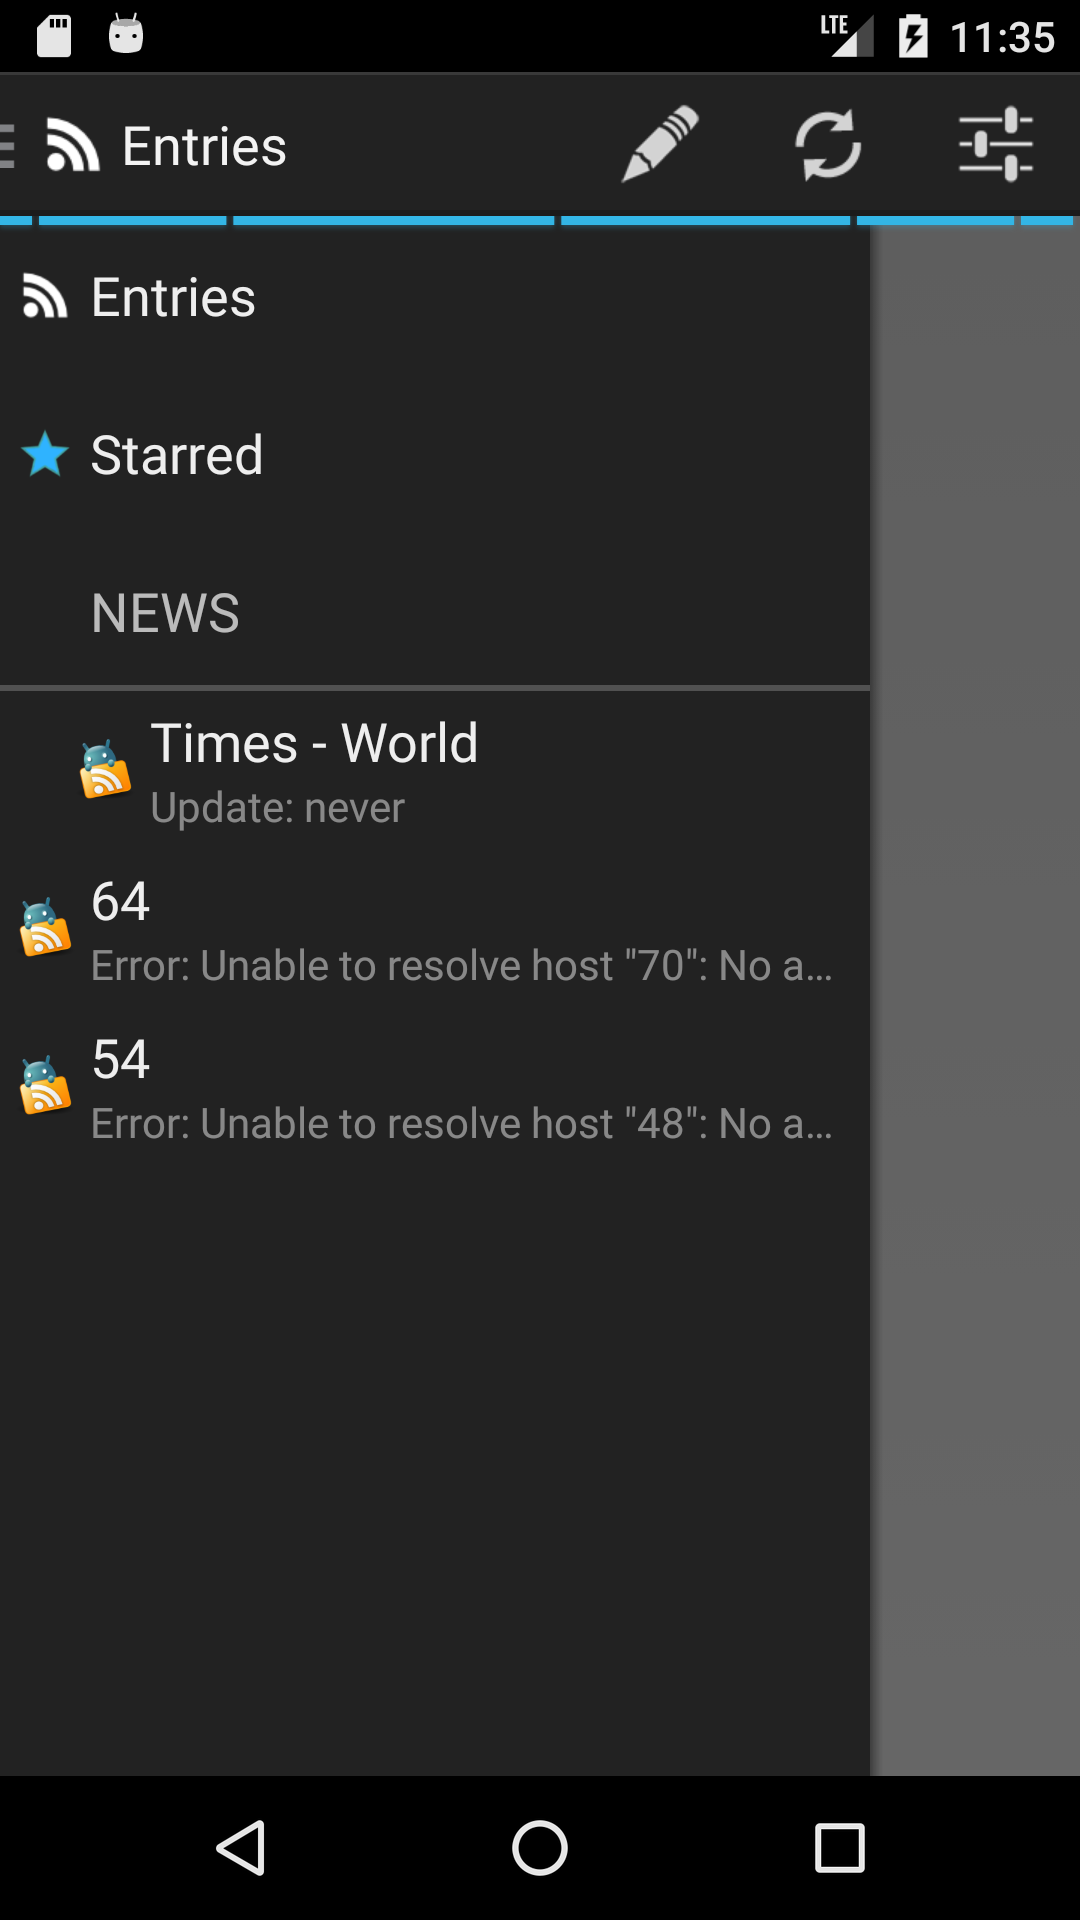 LTE 11:35
Entries
Entries
Starred
NEWS
Times - World
Update: never
64
Error: Unable to resolve host "70": No a...
54
Error: Unable to resolve host "48": No a...